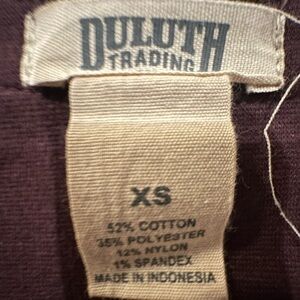 DULUTH
TRADING
XS
52% COTTON
35% POLYESTER
12% NYLON
1% SPANDEX
MADE IN INDONESIA